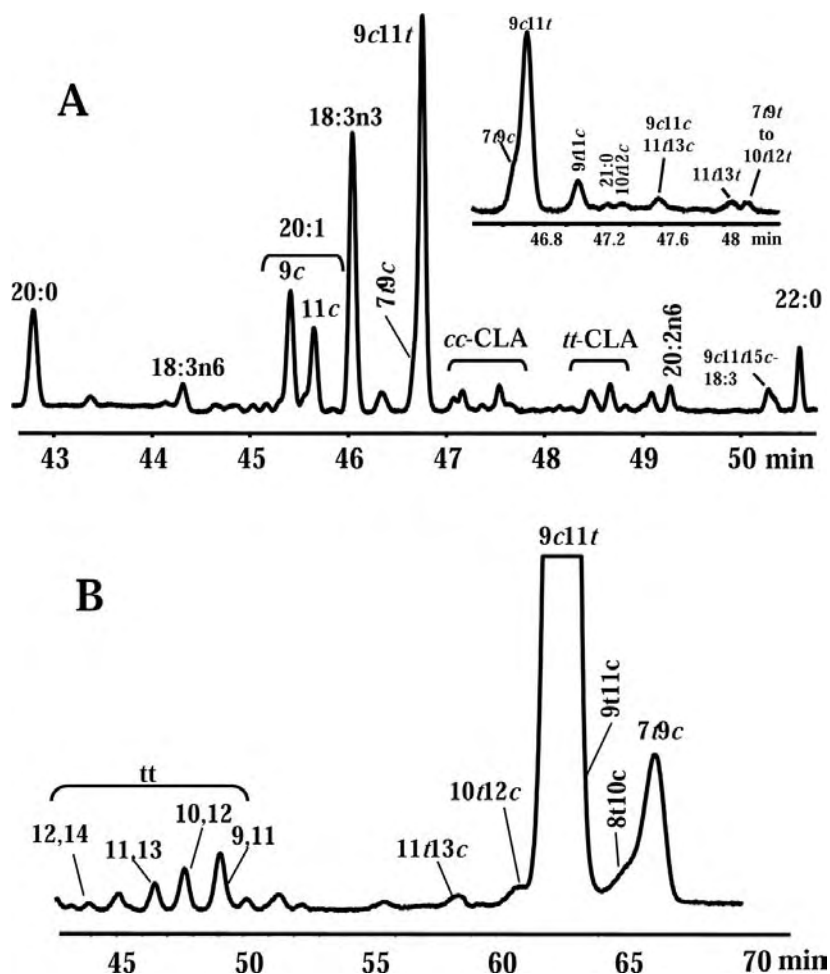 A
20:0
18:3n6
20:1
9c
11c
18:3n3
7t9c
9c11t
cc-CLA
tt-CLA
20:2n6
9c11t15c-
18:3
22:0
43 44 45 46 47 48 49 50 min
9c11t
7t9c
9t11c
21:0
10t12c
9c11c
11t13c
11t13t
7t9t
to
10t12t
46.8 47.2 47.6 48 min
B
tt
12,14
11,13
10,12
9,11
11t13c
10t12c
9c11t
9t11c
8t10c
7t9c
45 50 55 60 65 70 min